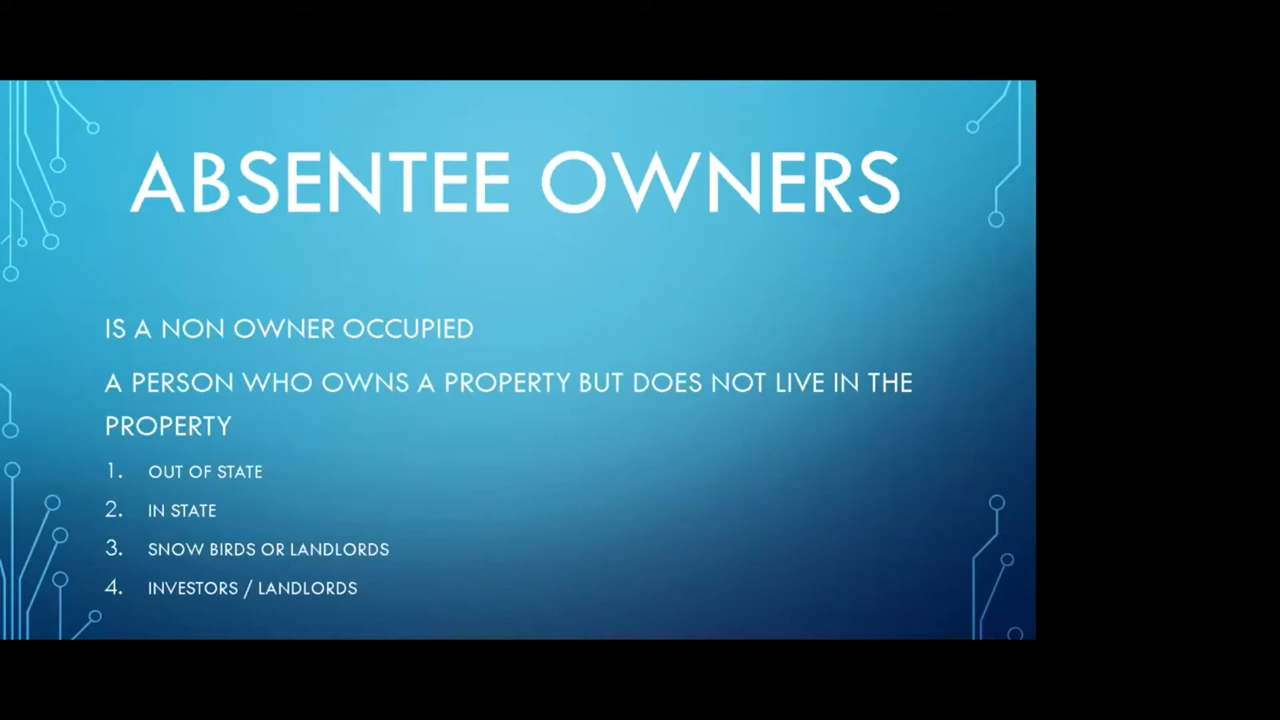 ABSENTEE OWNERS
IS A NON OWNER OCCUPIED
A PERSON WHO OWNS A PROPERTY BUT DOES NOT LIVE IN THE
PROPERTY
1. OUT OF STATE
2. IN STATE
3. SNOW BIRDS OR LANDLORDS
4. INVESTORS / LANDLORDS